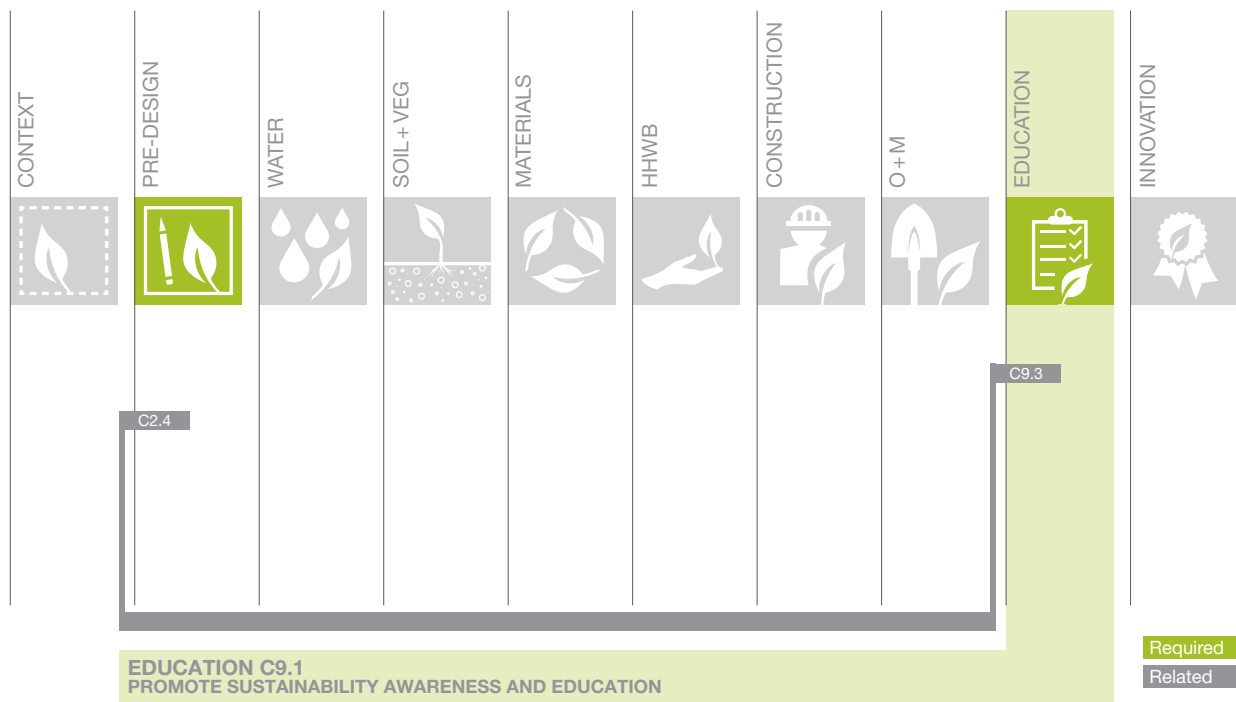 CONTEXT
PRE-DESIGN
WATER
SOIL + VEG
MATERIALS
HHWB
CONSTRUCTION
O + M
EDUCATION
INNOVATION
C9.3
C2.4
EDUCATION C9.1
PROMOTE SUSTAINABILITY AWARENESS AND EDUCATION
Required
Related